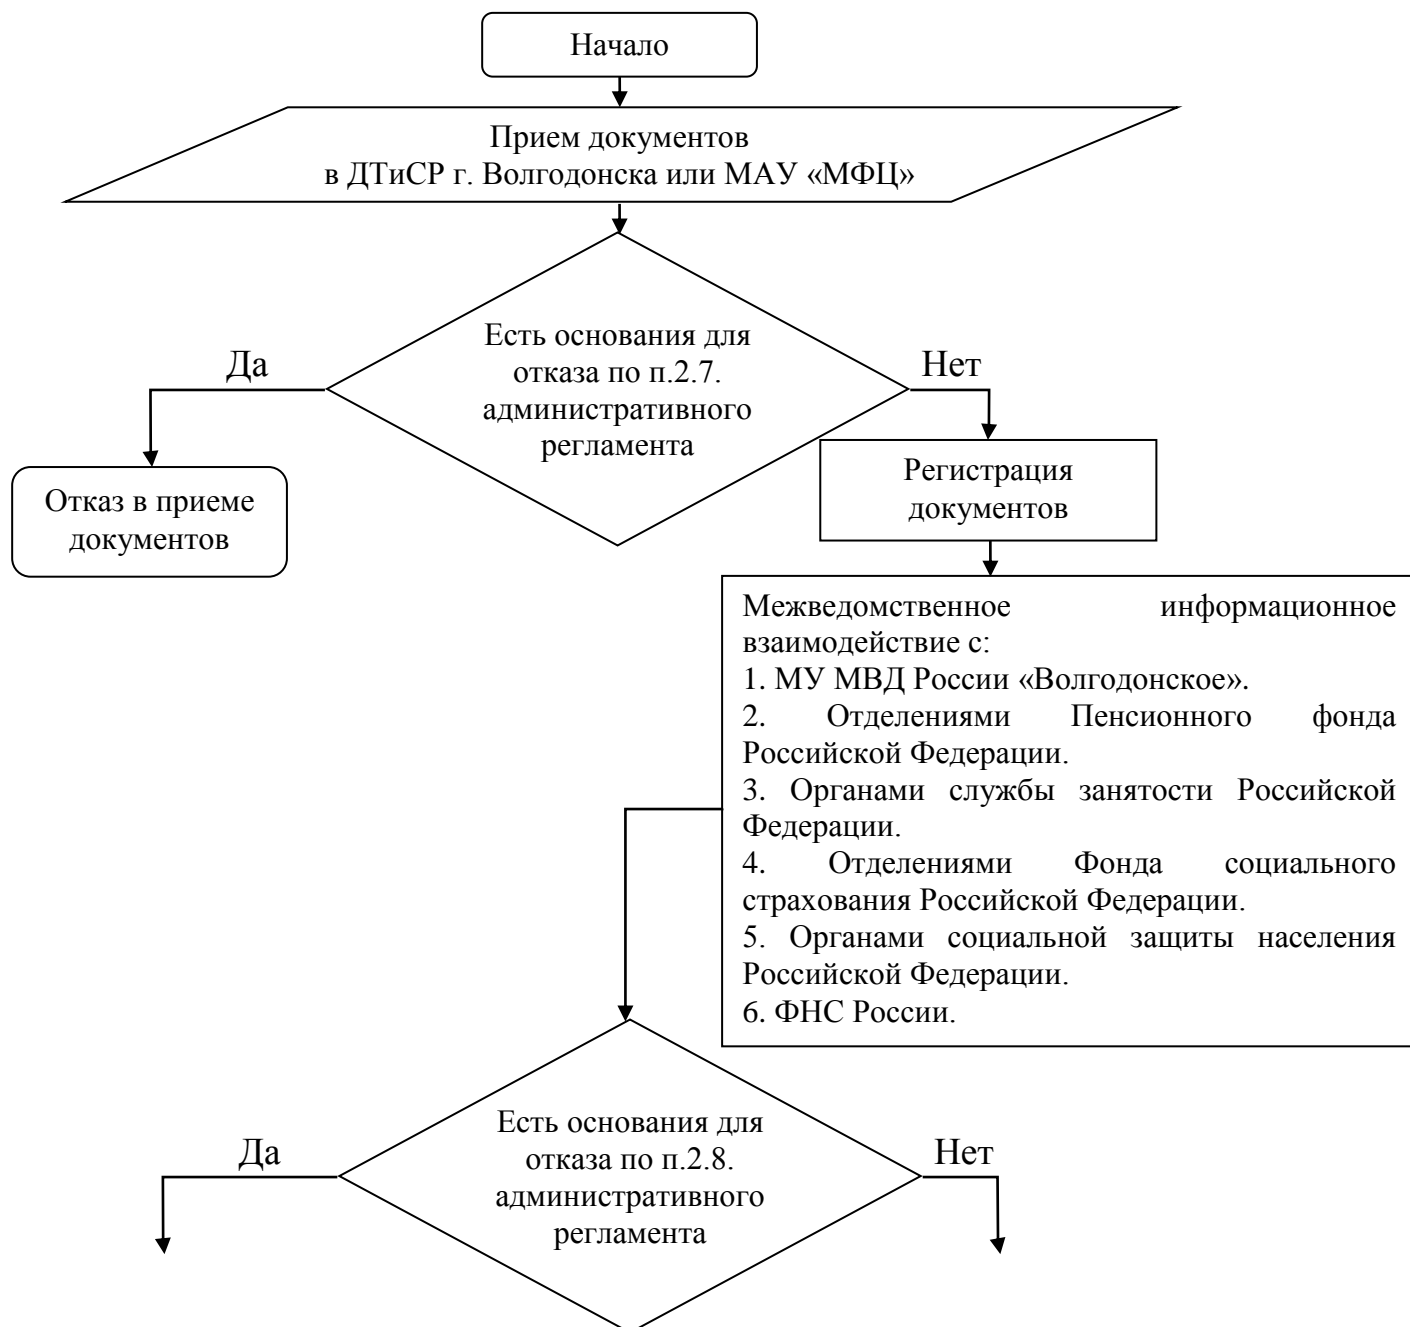 Начало
Прием документов
в ДТиСР г. Волгодонска или МАУ «МФЦ»
Есть основания для
отказа по п.2.7.
административного
регламента
Да
Нет
Отказ в приеме
документов
Регистрация
документов
Межведомственное информационное
взаимодействие с:
1. МУ МВД России «Волгодонское».
2. Отделениями Пенсионного фонда
Российской Федерации.
3. Органами службы занятости Российской
Федерации.
4. Отделениями Фонда социального
страхования Российской Федерации.
5. Органами социальной защиты населения
Российской Федерации.
6. ФНС России.
Есть основания для
отказа по п.2.8.
административного
регламента
Да
Нет